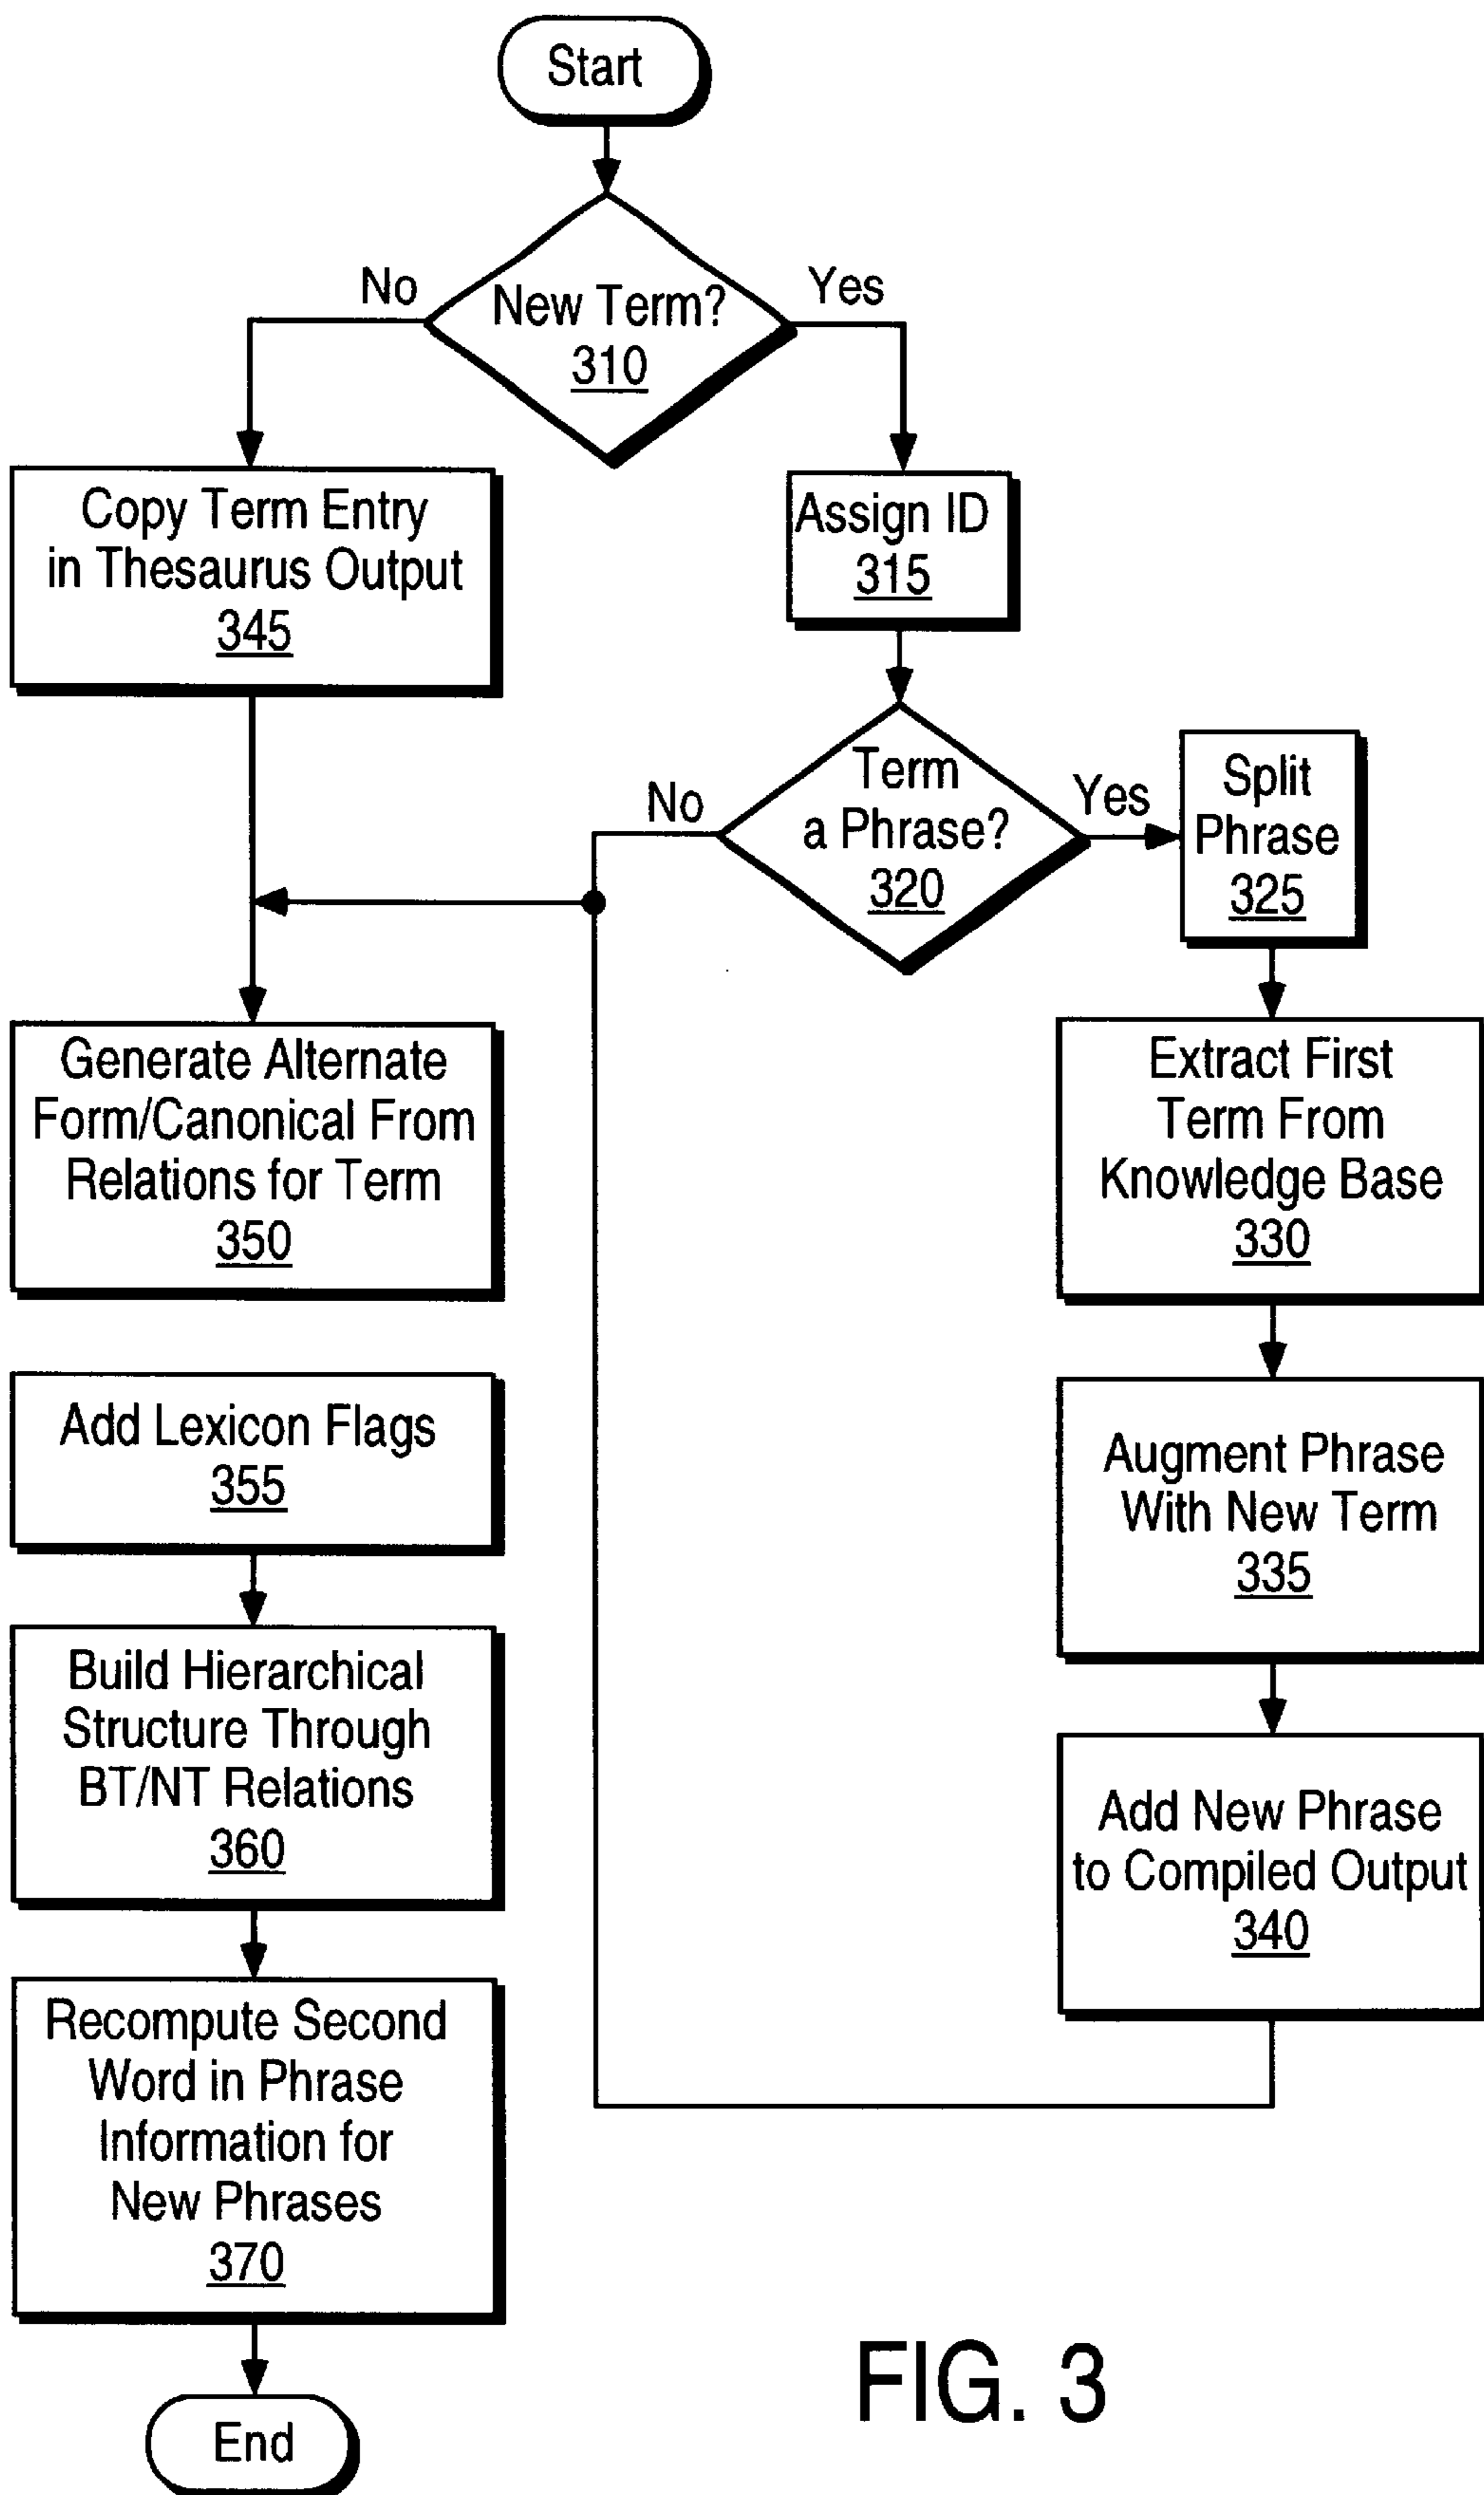 Start
No
New Term?
310
Yes
Copy Term Entry
in Thesaurus Output
345
Assign ID
315
No
Term
a Phrase?
320
Yes
Split
Phrase
325
Generate Alternate
Form/Canonical From
Relations for Term
350
Extract First
Term From
Knowledge Base
330
Add Lexicon Flags
355
Augment Phrase
With New Term
335
Build Hierarchical
Structure Through
BT/NT Relations
360
Add New Phrase
to Compiled Output
340
Recompute Second
Word in Phrase
Information for
New Phrases
370
End
FIG. 3